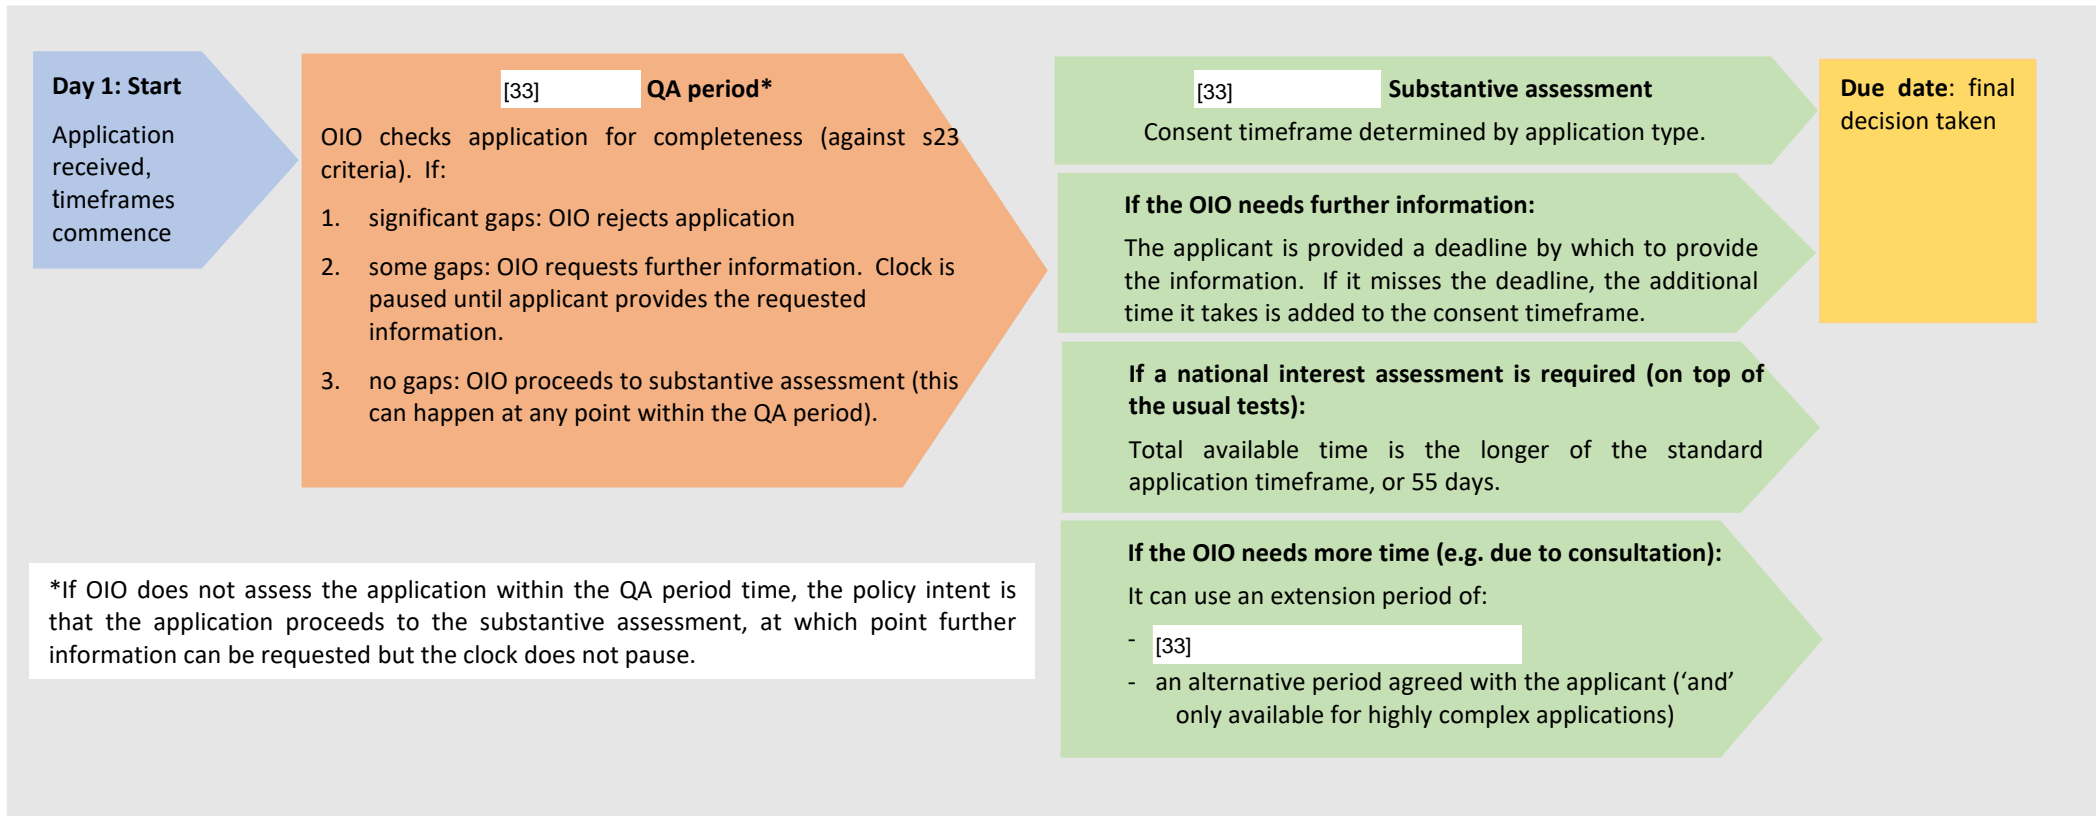 Day 1: Start
Application
received,
timeframes
commence
[33] QA period*
OIO checks application for completeness (against s23
criteria). If:
1. significant gaps: OIO rejects application
2. some gaps: OIO requests further information. Clock is
paused until applicant provides the requested
information.
3. no gaps: OIO proceeds to substantive assessment (this
can happen at any point within the QA period).
*If OIO does not assess the application within the QA period time, the policy intent is
that the application proceeds to the substantive assessment, at which point further
information can be requested but the clock does not pause.
[33] Substantive assessment
Consent timeframe determined by application type.
If the OIO needs further information:
The applicant is provided a deadline by which to provide
the information. If it misses the deadline, the additional
time it takes is added to the consent timeframe.
If a national interest assessment is required (on top of
the usual tests):
Total available time is the longer of the standard
application timeframe, or 55 days.
If the OIO needs more time (e.g. due to consultation):
It can use an extension period of:
- [33]
- an alternative period agreed with the applicant (‘and’
only available for highly complex applications)
Due date: final
decision taken